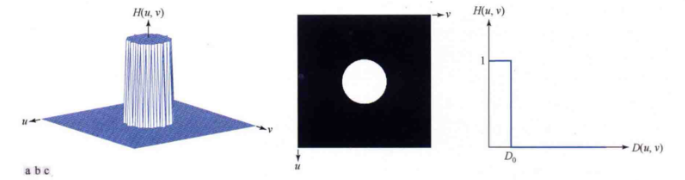 H(u, v)
u
v
v
u
H(u, v)
1
D₀
D(u, v)
a b c